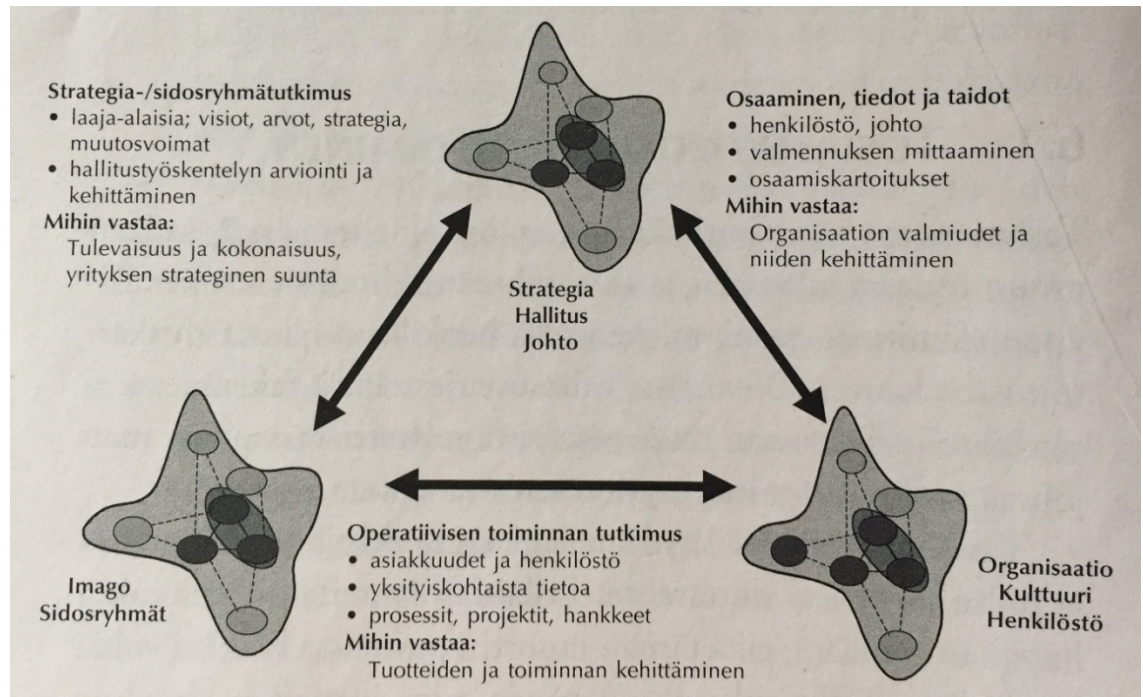 Strategia-/sidosryhmätutkimus
• laaja-alaisia; visiot, arvot, strategia,
muutosvoimat
• hallitustyöskentelyn arviointi ja
kehittäminen
Mihin vastaa:
Tulevaisuus ja kokonaisuus,
yrityksen strateginen suunta
Osaaminen, tiedot ja taidot
• henkilöstö, johto
• valmennuksen mittaaminen
• osaamiskartoitukset
Mihin vastaa:
Organisaation valmiudet ja
niiden kehittäminen
Strategia
Hallitus
Johto
Imago
Sidosryhmät
Operatiivisen toiminnan tutkimus
• asiakkuudet ja henkilöstö
• yksityiskohtaista tietoa
• prosessit, projektit, hankkeet
Mihin vastaa:
Tuotteiden ja toiminnan kehittäminen
Organisaatio
Kulttuuri
Henkilöstö